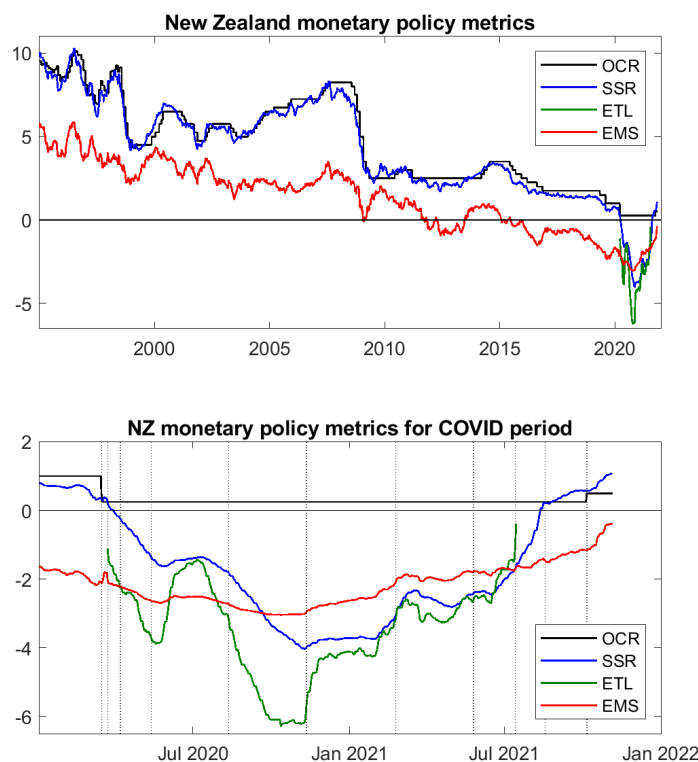 New Zealand monetary policy metrics
10
5
0
-5
OCR
SSR
ETL
EMS
2000 2005 2010 2015 2020
NZ monetary policy metrics for COVID period
2
0
-2
-4
-6
OCR
SSR
ETL
EMS
Jul 2020 Jan 2021 Jul 2021 Jan 2022